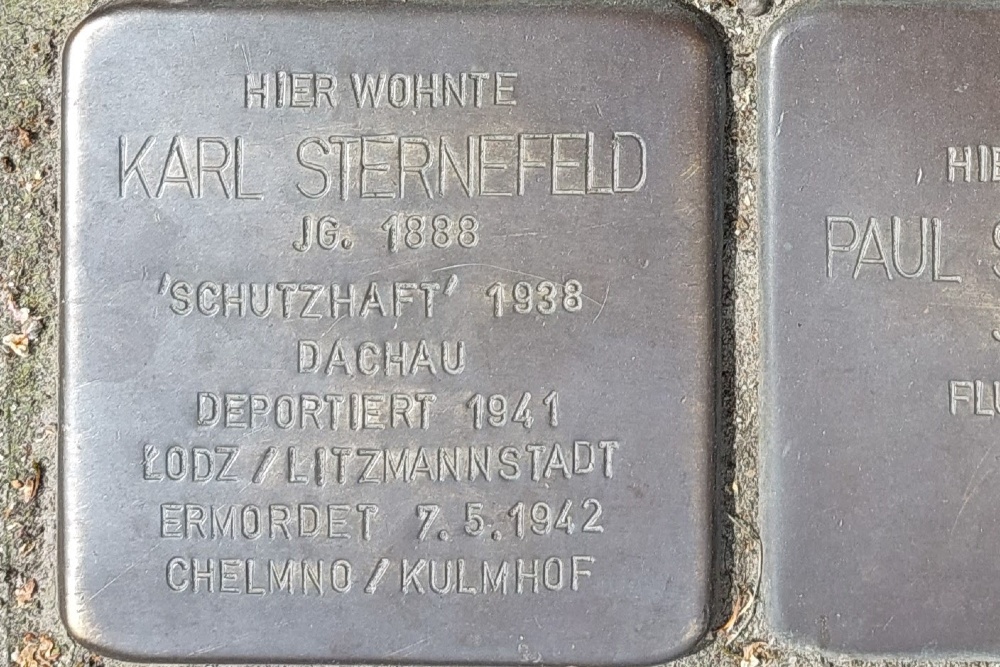 HIER WOHNTE
KARL STERNEFELD
JG. 1888
'SCHUTZHAFT' 1938
DACHAU
DEPORTIERT 1941
ŁODZ / LITZMANNSTADT
ERMORDET 7.5.1942
CHELMNO / KULMHOF
PAUL